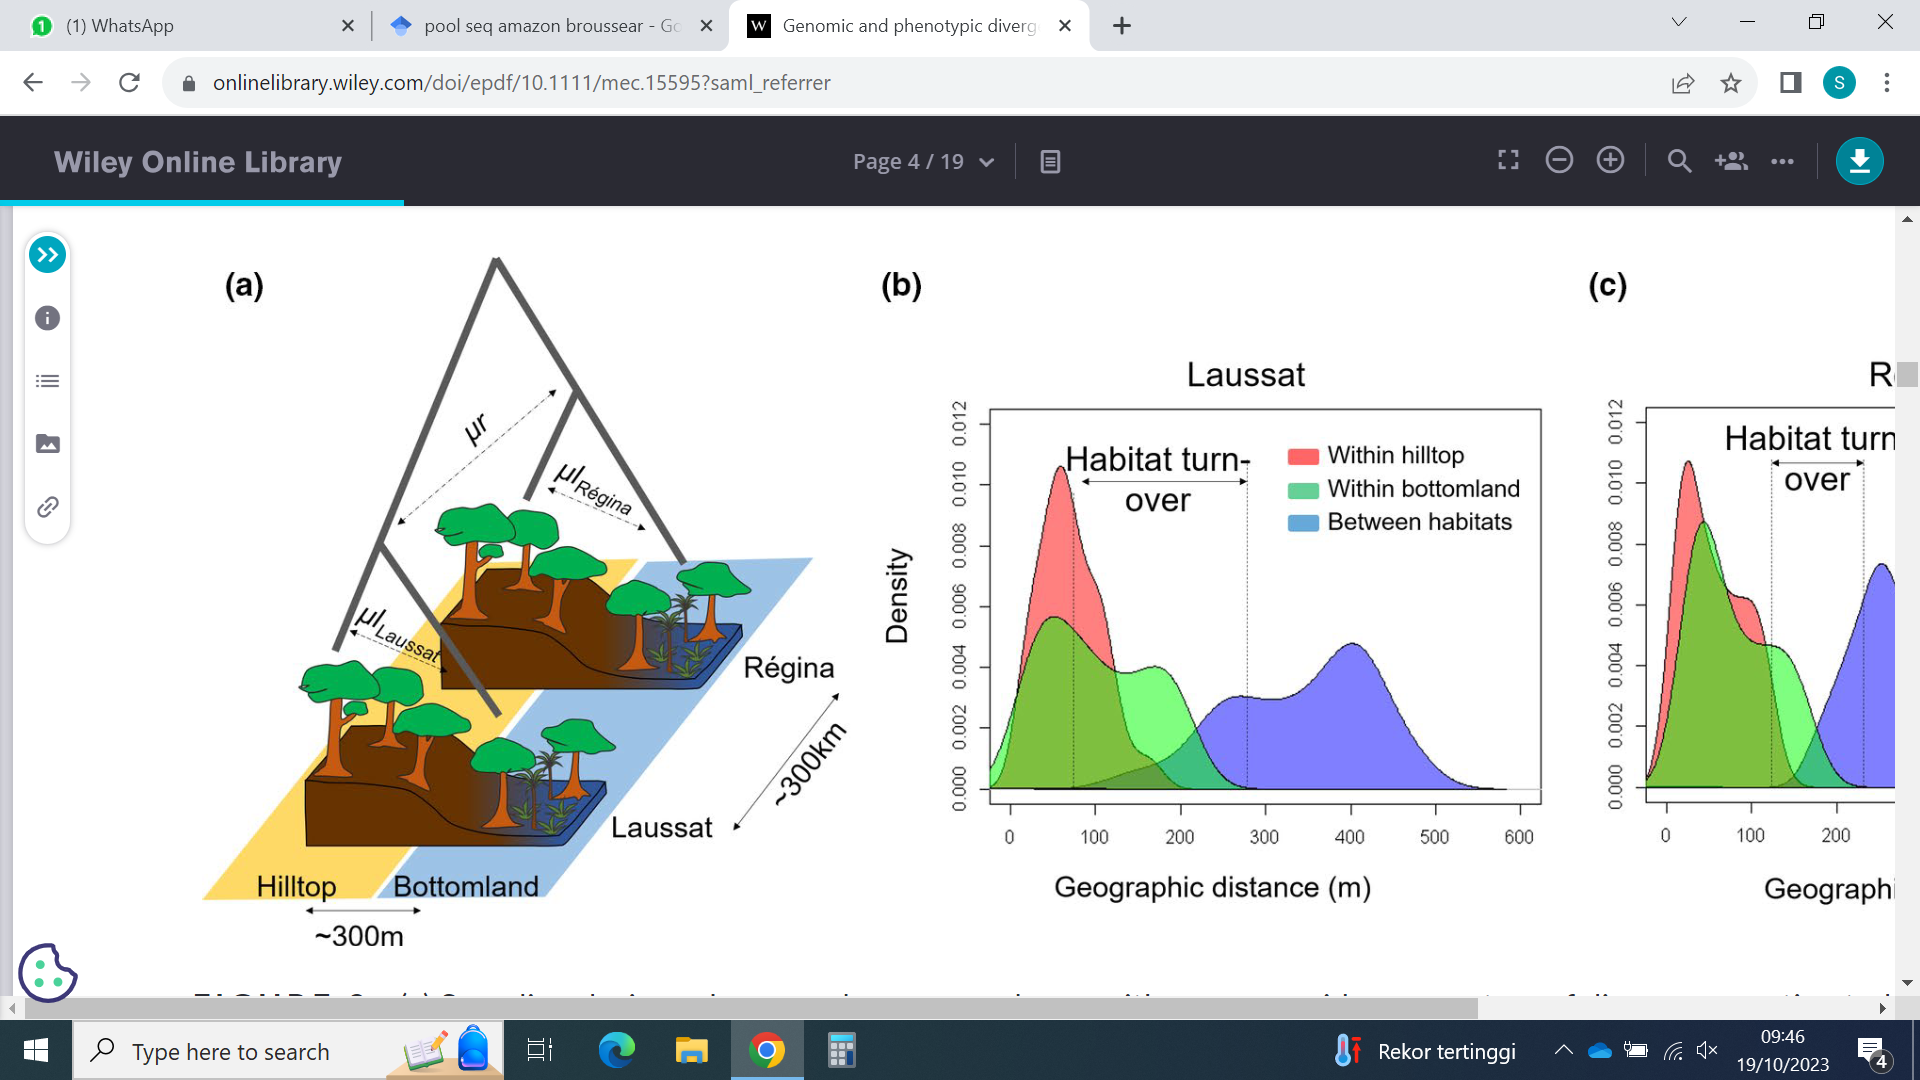 (1) WhatsApp
pool seq amazon broussear - Go
Genomic and phenotypic diverg
onlinelibrary.wiley.com/doi/epdf/10.1111/mec.15595?saml_referrer
S
Wiley Online Library
Page 4 / 19
(a)
μr
μlRégina
μlLaussat
Régina
Laussat
~300km
Hilltop
Bottomland
~300m
(b)
Laussat
Habitat turn-
over
Within hilltop
Within bottomland
Between habitats
Density
0.000 0.002 0.004 0.006 0.008 0.010 0.012
0 100 200 300 400 500 600
Geographic distance (m)
(c)
R
Habitat turn
over
0.000 0.002 0.004 0.006 0.008 0.010 0.012
0 100 200
Geographi
Type here to search
Rekor tertinggi
09:46
19/10/2023
4